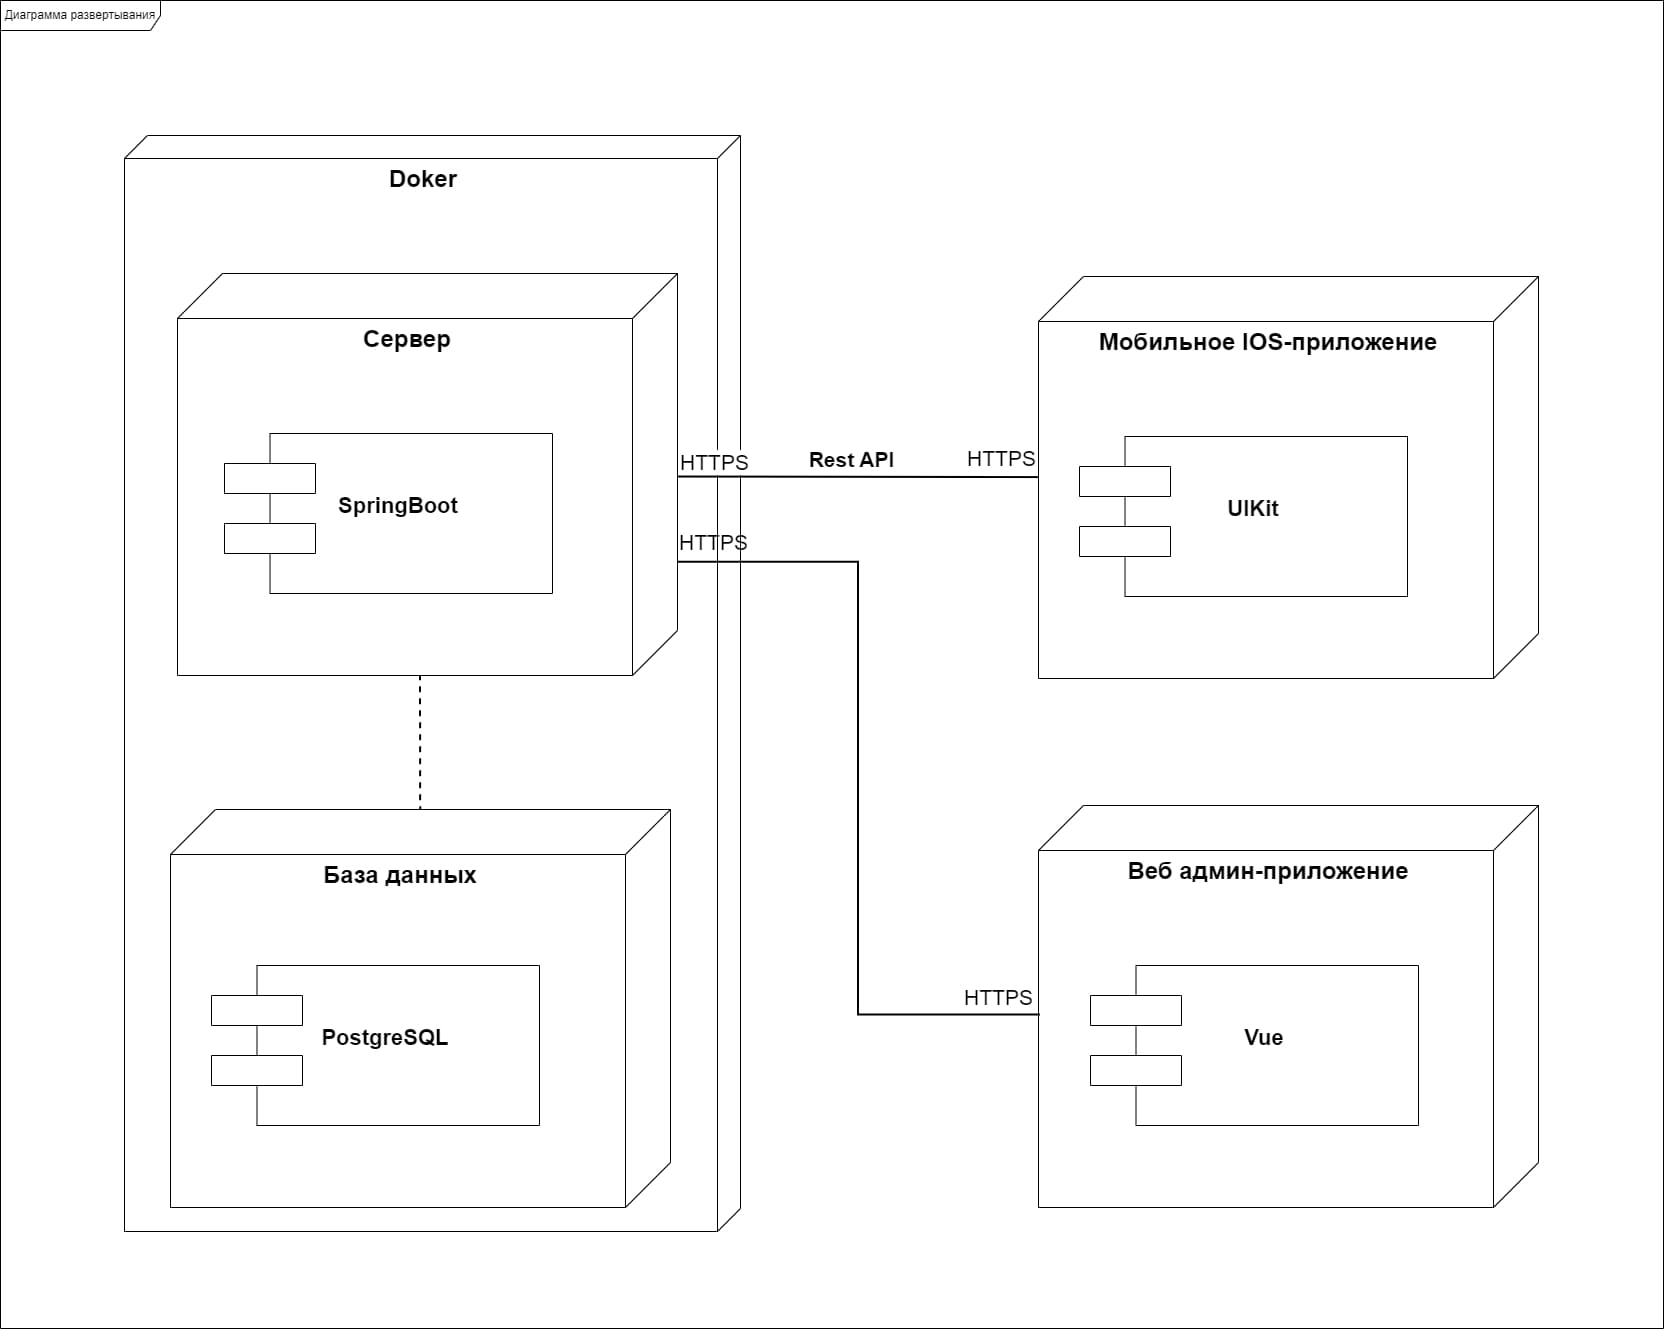 Диаграмма развертывания
Doker
Сервер
SpringBoot
HTTPS
Rest API
HTTPS
HTTPS
Мобильное IOS-приложение
UIKit
База данных
PostgreSQL
HTTPS
Веб админ-приложение
Vue